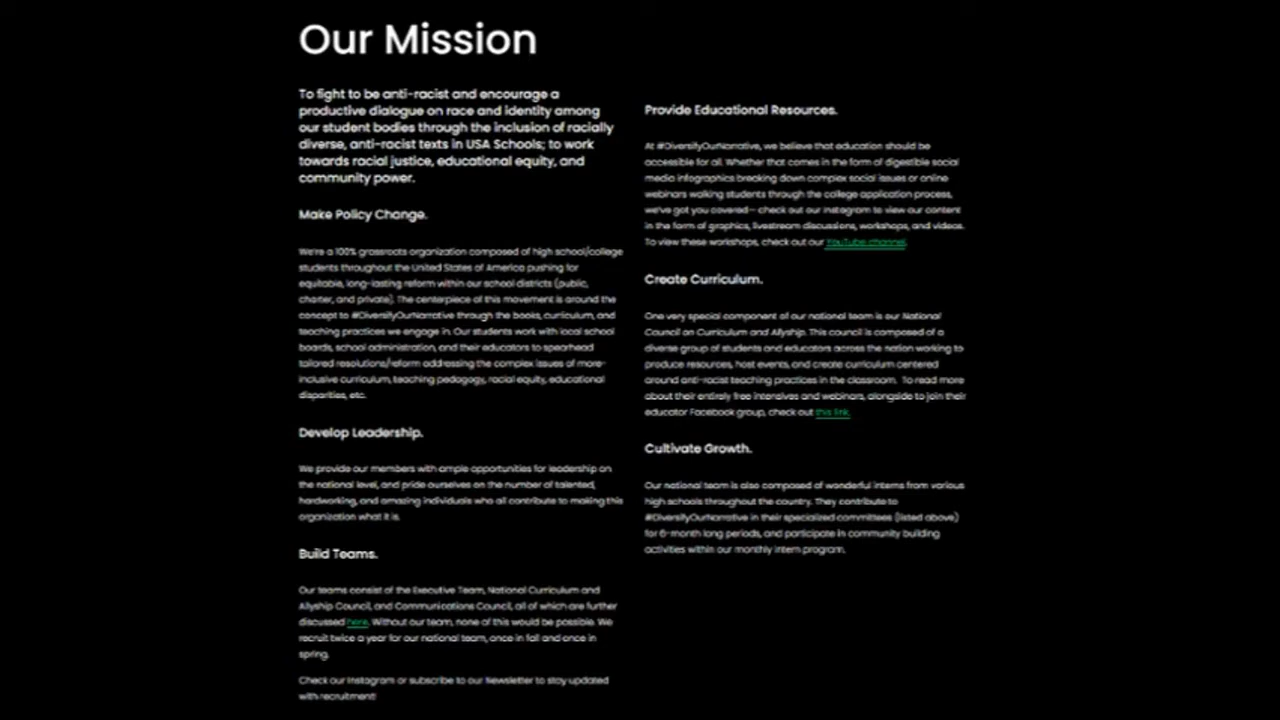 Our Mission
To fight to be anti-racist and encourage a
productive dialogue on race and identity among
our student bodies through the inclusion of racially
diverse, anti-racist texts in USA Schools; to work
towards racial justice, educational equity, and
community power.
Make Policy Change.
We're a 100% grassroots organization composed of high school/college
students throughout the United States of America pushing for
equitable, long-lasting reform within our school districts (public,
charter, and private). The centerpiece of this movement is around the
concept to #DiversifyOurNarrative through the books, curriculum, and
teaching practices we engage in. Our students work with local school
boards, school administration, and their educators to spearhead
tailored resolutions/reform addressing the complex issues of more-
inclusive curriculum, teaching pedagogy, racial equity, educational
disparities, etc.
Develop Leadership.
We provide our members with ample opportunities for leadership on
the national level, and pride ourselves on the number of talented,
hardworking, and amazing individuals who all contribute to making this
organization what it is.
Build Teams.
Our teams consist of the Executive Team, National Curriculum and
Allyship Council, and Communications Council, all of which are further
discussed here. Without our team, none of this would be possible. We
recruit twice a year for our national team, once in fall and once in
spring.
Check our Instagram or subscribe to our Newsletter to stay updated
with recruitment!
Provide Educational Resources.
At #DiversifyOurNarrative, we believe that education should be
accessible for all. Whether that comes in the form of digestible social
media infographics breaking down complex social issues or online
webinars walking students through the college application process,
we've got you covered— check out our instagram to view our content
in the form of graphics, livestream discussions, workshops, and videos.
To view these workshops, check out our YouTube channel.
Create Curriculum.
One very special component of our national team is our National
Council on Curriculum and Allyship. This council is composed of a
diverse group of students and educators across the nation working to
produce resources, host events, and create curriculum centered
around anti-racist teaching practices in the classroom. To read more
about their entirely free intensives and webinars, alongside to join their
educator Facebook group, check out this link.
Cultivate Growth.
Our national team is also composed of wonderful interns from various
high schools throughout the country. They contribute to
#DiversifyOurNarrative in their specialized committees (listed above)
for 6-month long periods, and participate in community building
activities within our monthly intern program.